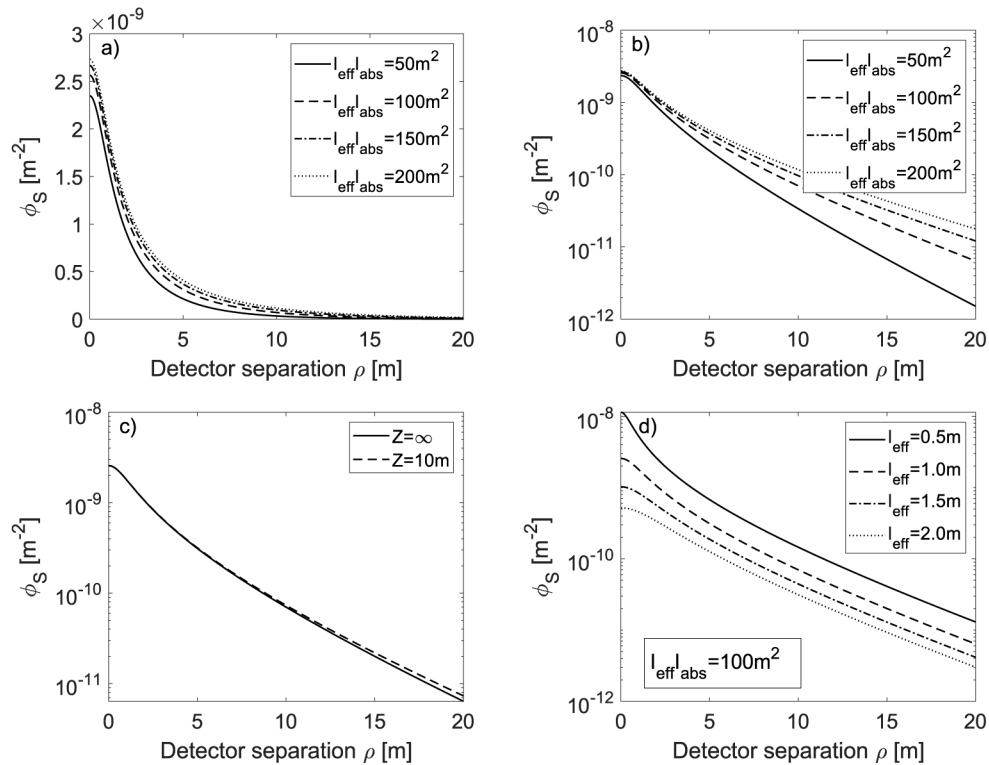 ×10⁻⁹
a)
3
2.5
2
1.5
1
0.5
0
ϕ_S [m⁻²]
0 5 10 15 20
Detector separation ρ [m]
l_eff l_abs=50m²
l_eff l_abs=100m²
l_eff l_abs=150m²
l_eff l_abs=200m²
b)
10⁻⁸
10⁻⁹
10⁻¹⁰
10⁻¹¹
10⁻¹²
ϕ_S [m⁻²]
0 5 10 15 20
Detector separation ρ [m]
l_eff l_abs=50m²
l_eff l_abs=100m²
l_eff l_abs=150m²
l_eff l_abs=200m²
c)
10⁻⁸
10⁻⁹
10⁻¹⁰
10⁻¹¹
ϕ_S [m⁻²]
0 5 10 15 20
Detector separation ρ [m]
Z=∞
Z=10m
d)
10⁻⁸
10⁻¹⁰
10⁻¹²
ϕ_S [m⁻²]
0 5 10 15 20
Detector separation ρ [m]
l_eff=0.5m
l_eff=1.0m
l_eff=1.5m
l_eff=2.0m
l_eff l_abs=100m²